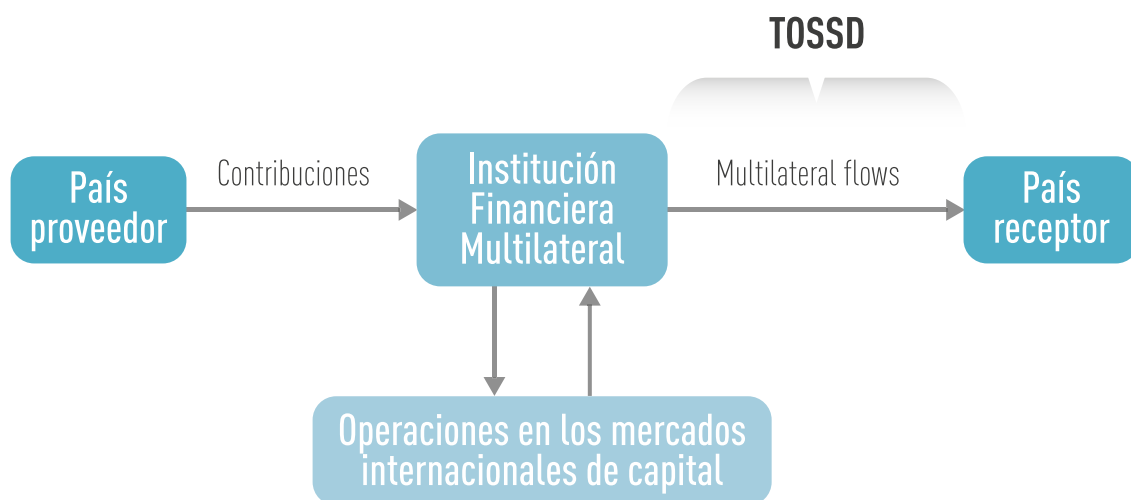 TOSSD
Contribuciones
Multilateral flows
País
proveedor
Institución
Financiera
Multilateral
País
receptor
Operaciones en los mercados
internacionales de capital